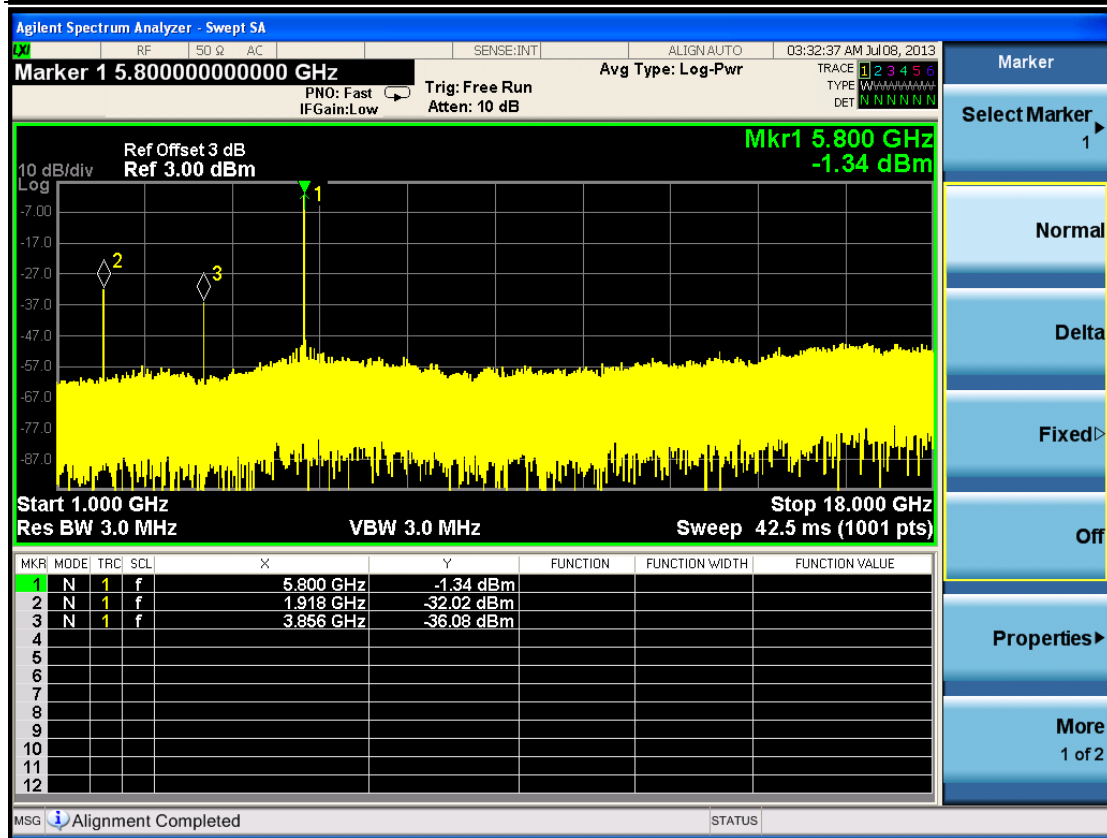 Agilent Spectrum Analyzer - Swept SA
LXI RF 50 Ω AC SENSE:INT ALIGN AUTO 03:32:37 AM Jul 08, 2013
Marker 1 5.800000000000 GHz
PNO: Fast
IFGain:Low
Trig: Free Run
Atten: 10 dB
Avg Type: Log-Pwr
TRACE 1 2 3 4 5 6
TYPE WWWWWW
DET N N N N N N
Mkr1 5.800 GHz
-1.34 dBm
Ref Offset 3 dB
10 dB/div Ref 3.00 dBm
Log
1
-7.00
-17.0
2
-27.0
3
-37.0
-47.0
-57.0
-67.0
-77.0
-87.0
Start 1.000 GHz Stop 18.000 GHz
Res BW 3.0 MHz VBW 3.0 MHz Sweep 42.5 ms (1001 pts)
MKR MODE TRC SCL X Y FUNCTION FUNCTION WIDTH FUNCTION VALUE
1 N 1 f 5.800 GHz -1.34 dBm
2 N 1 f 1.918 GHz -32.02 dBm
3 N 1 f 3.856 GHz -36.08 dBm
4
5
6
7
8
9
10
11
12
MSG Alignment Completed STATUS
Marker
Select Marker
1
Normal
Delta
Fixed
Off
Properties
More
1 of 2